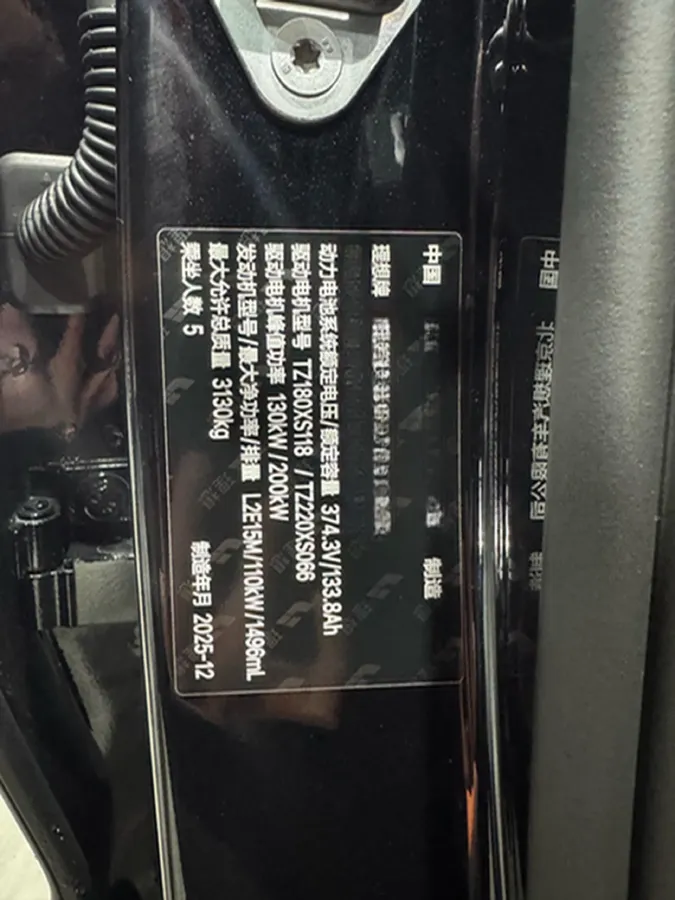 中国 制造
理想牌
动力电池系统额定电压/额定容量 374.3V/133.8Ah
驱动电机型号 TZ180XS118 / TZ220XS066
驱动电机峰值功率 130kW/200kW
发动机型号/最大净功率/排量 L2E15M/110kW/1496mL
最大允许总质量 3130kg
乘坐人数 5 制造年月 2025-12